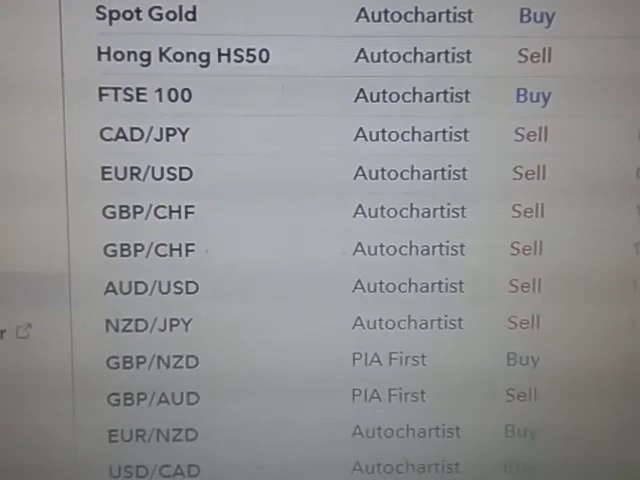 Spot Gold Autochartist Buy
Hong Kong HS50 Autochartist Sell
FTSE 100 Autochartist Buy
CAD/JPY Autochartist Sell
EUR/USD Autochartist Sell
GBP/CHF Autochartist Sell
GBP/CHF Autochartist Sell
AUD/USD Autochartist Sell
NZD/JPY Autochartist Sell
r
GBP/NZD PIA First Buy
GBP/AUD PIA First Sell
EUR/NZD Autochartist Buy
USD/CAD Autochartist